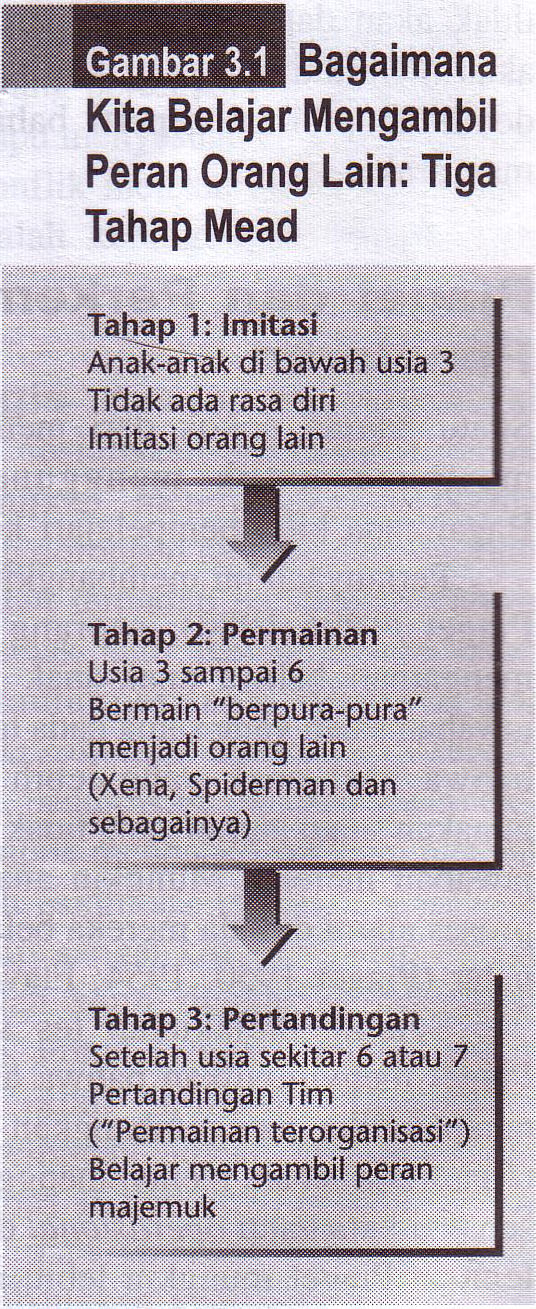 Gambar 3.1 Bagaimana
Kita Belajar Mengambil
Peran Orang Lain: Tiga
Tahap Mead
Tahap 1: Imitasi
Anak-anak di bawah usia 3
Tidak ada rasa diri
Imitasi orang lain
Tahap 2: Permainan
Usia 3 sampai 6
Bermain “berpura-pura”
menjadi orang lain
(Xena, Spiderman dan
sebagainya)
Tahap 3: Pertandingan
Setelah usia sekitar 6 atau 7
Pertandingan Tim
(“Permainan terorganisasi”)
Belajar mengambil peran
majemuk